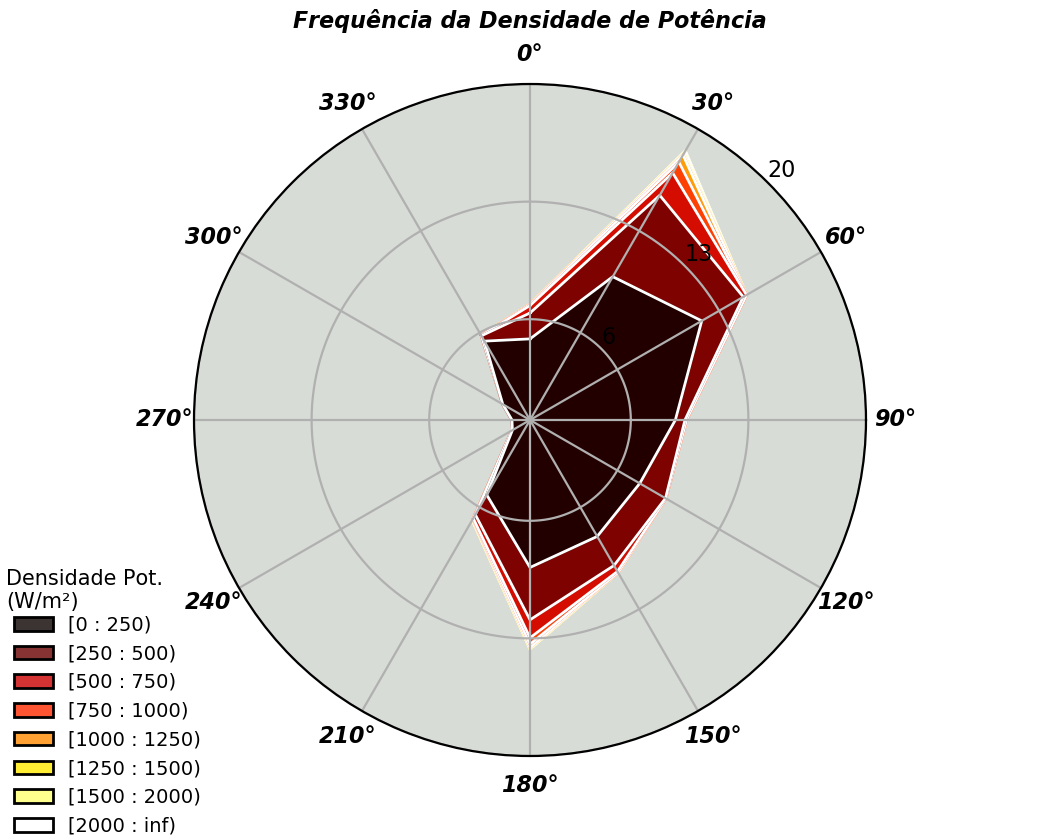 Frequência da Densidade de Potência
0°
330°
30°
20
300°
60°
13
6
270°
90°
240°
120°
210°
150°
180°
Densidade Pot.
(W/m²)
[0 : 250)
[250 : 500)
[500 : 750)
[750 : 1000)
[1000 : 1250)
[1250 : 1500)
[1500 : 2000)
[2000 : inf)